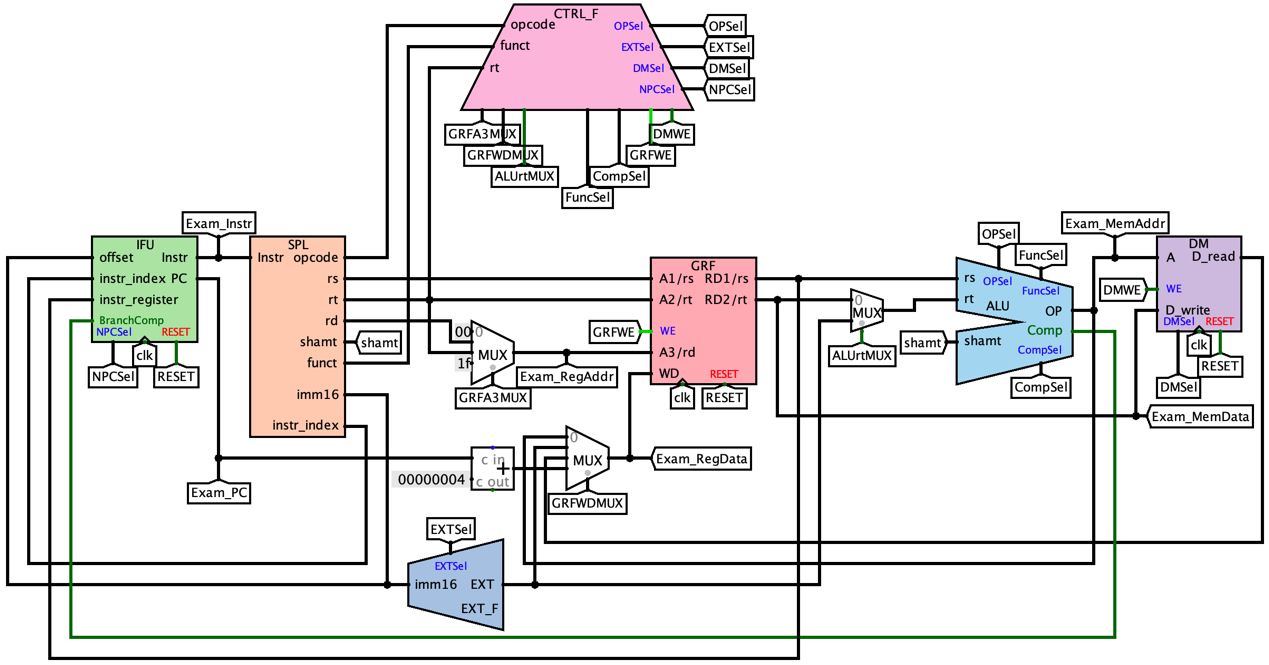 CTRL_F
opcode
funct
rt
OPSel
EXTSel
DMSel
NPCSel
OPSel
EXTSel
DMSel
NPCSel
GRFA3MUX
GRFWDMUX
ALUrtMUX
FuncSel
CompSel
GRFWE
DMWE
Exam_Instr
IFU
offset
Instr
instr_index
PC
instr_register
BranchComp
NPCSel
RESET
clk
NPCSel
RESET
Exam_PC
SPL
Instr
opcode
rs
rt
rd
shamt
funct
imm16
instr_index
shamt
00
0
1f
MUX
GRFA3MUX
Exam_RegAddr
GRFWE
GRF
A1/rs
RD1/rs
A2/rt
RD2/rt
WE
A3/rd
WD
RESET
clk
RESET
c in
+
c out
00000004
0
MUX
GRFWDMUX
Exam_RegData
EXTSel
EXTSel
imm16
EXT
EXT_F
0
MUX
ALUrtMUX
OPSel
FuncSel
rs
OPSel
FuncSel
rt
ALU
OP
Comp
shamt
CompSel
shamt
CompSel
Exam_MemAddr
DM
A
D_read
WE
D_write
DMSel
RESET
DMWE
clk
RESET
DMSel
Exam_MemData